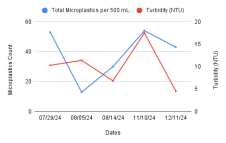 Total Microplastics per 500 mL Turbidity (NTU)
60 20
15
40
10
20
5
0 0
07/29/24 08/05/24 09/14/24 11/10/24 12/11/24
Dates
Microplastics Count
Turbidity (NTU)